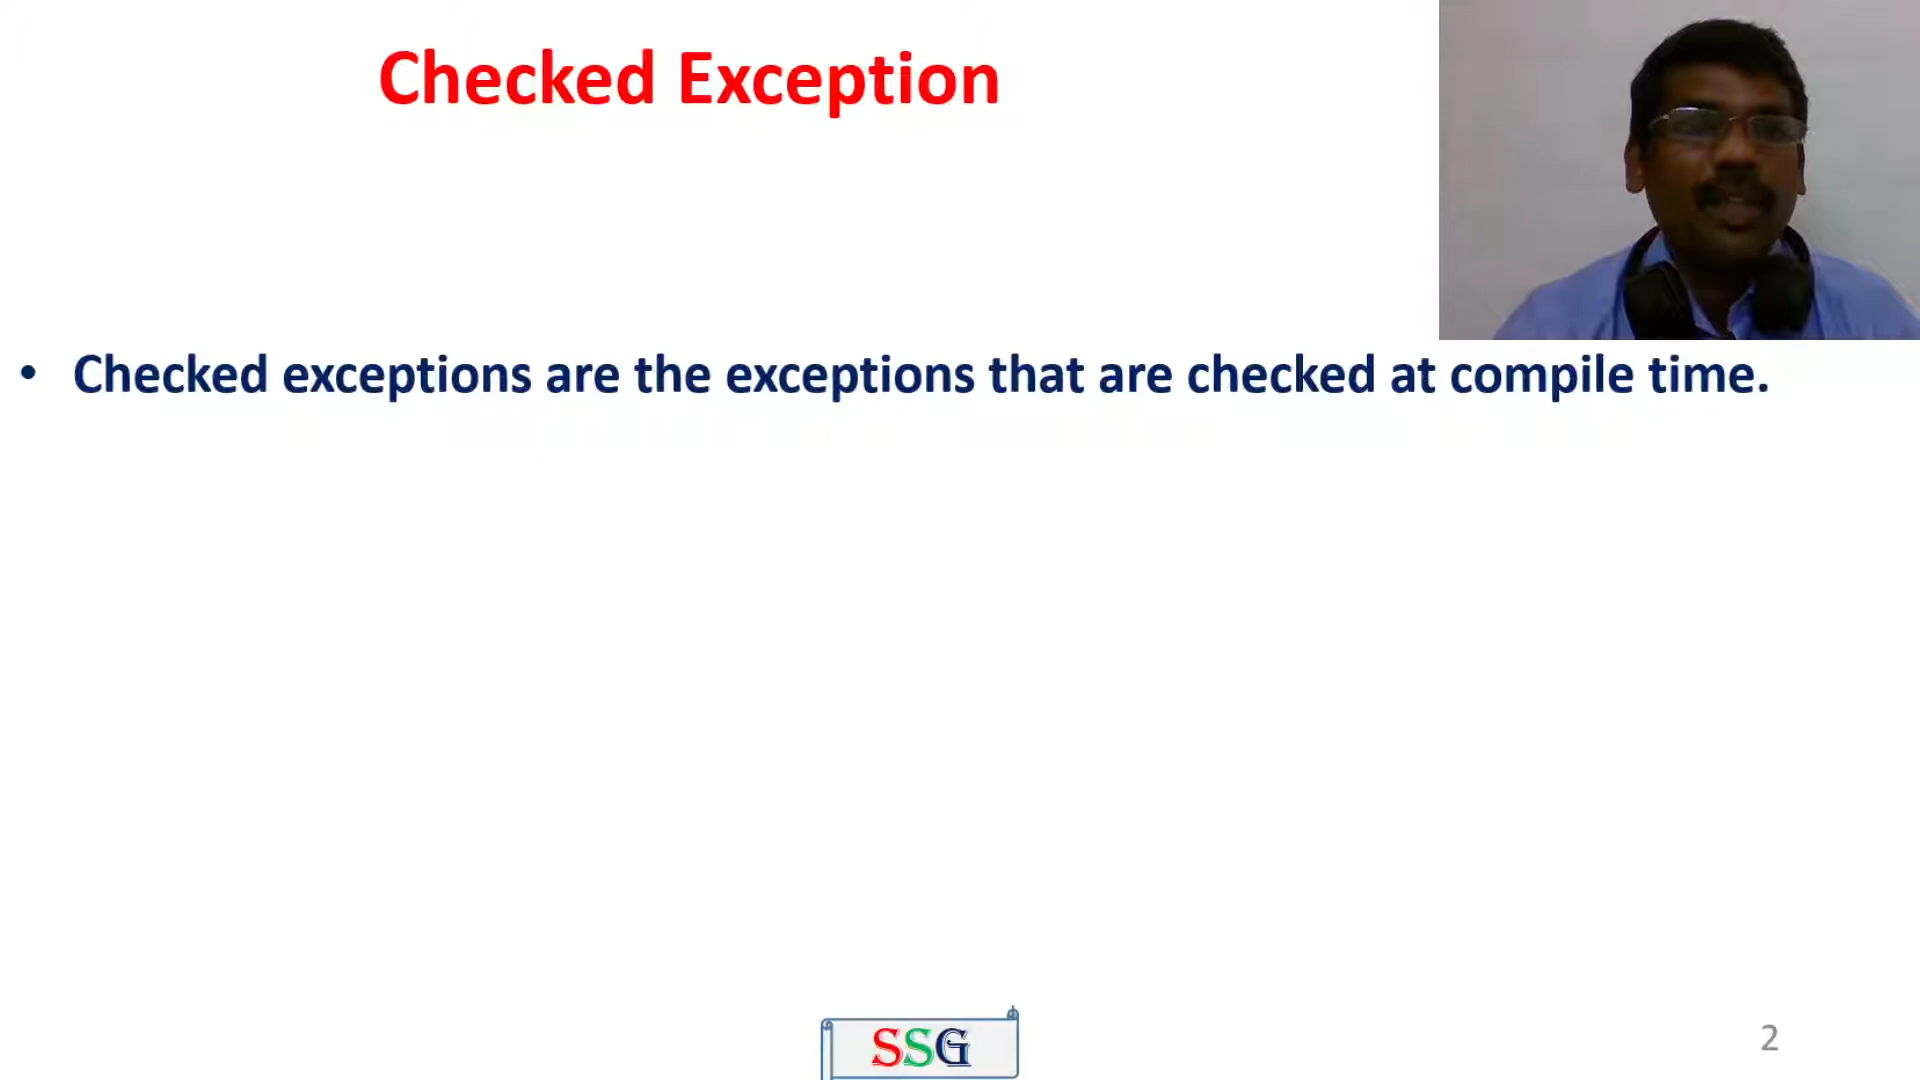 Checked Exception
• Checked exceptions are the exceptions that are checked at compile time.
SSG
2